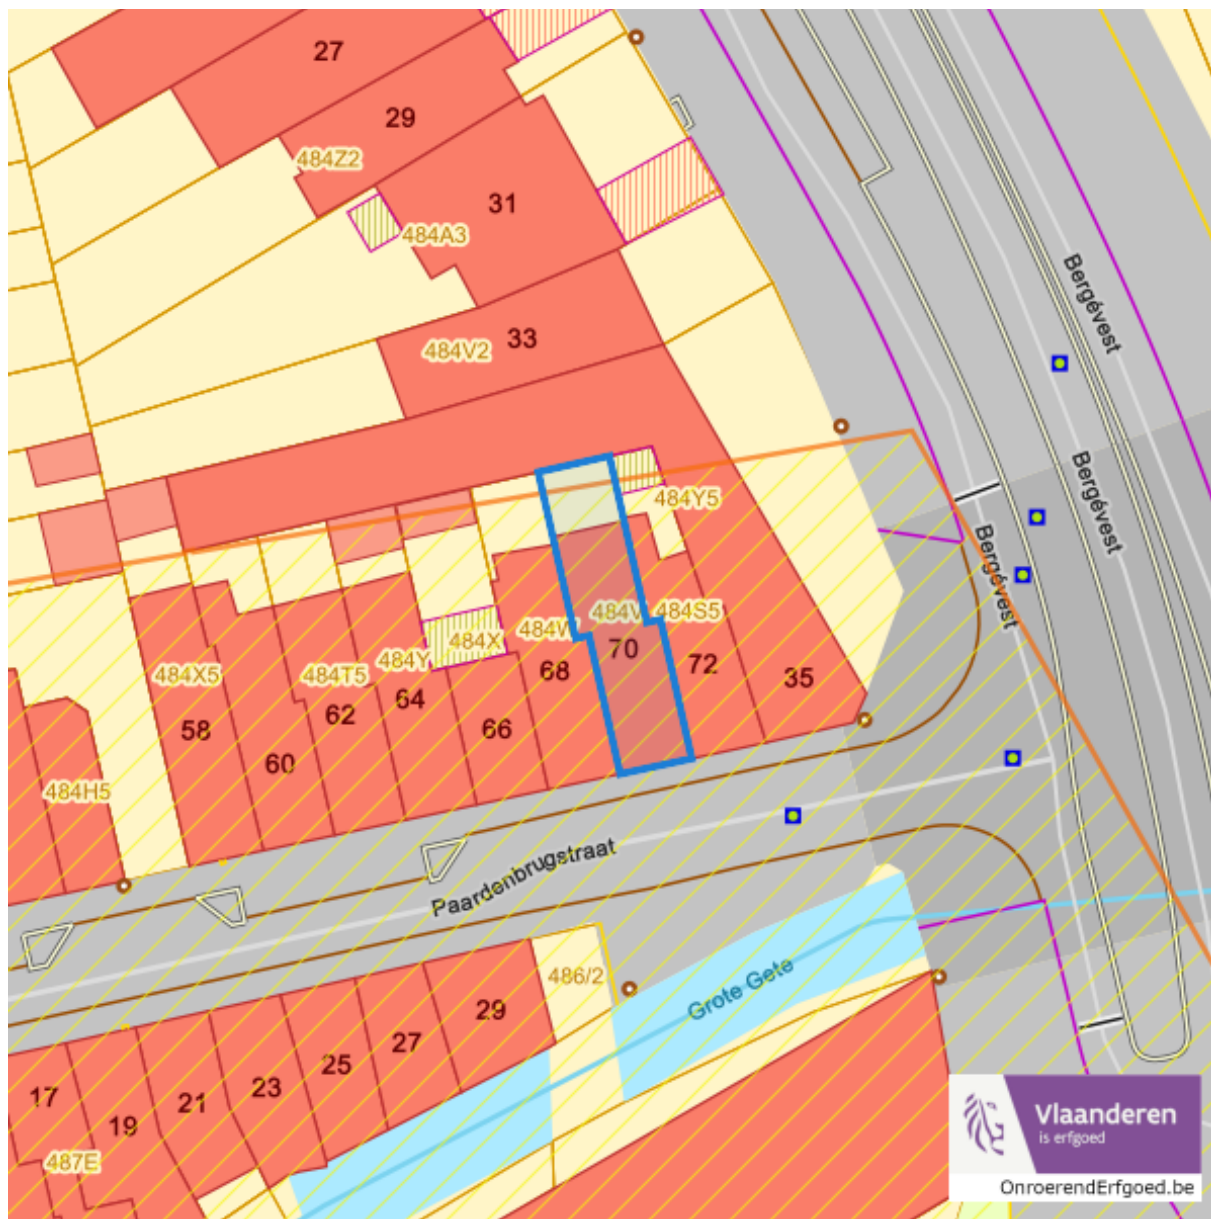 27
29
484Z2
31
484A3
Bergévest
33
484V2
Bergévest
484Y5
Bergévest
484W
484V
484S5
484X
484Y
68
70
72
35
484X5
484T5
64
62
58
66
60
484H5
Paardenbrugstraat
486/2
Grote Gete
29
27
25
23
21
17
19
487E
Vlaanderen
is erfgoed
OnroerendErfgoed.be